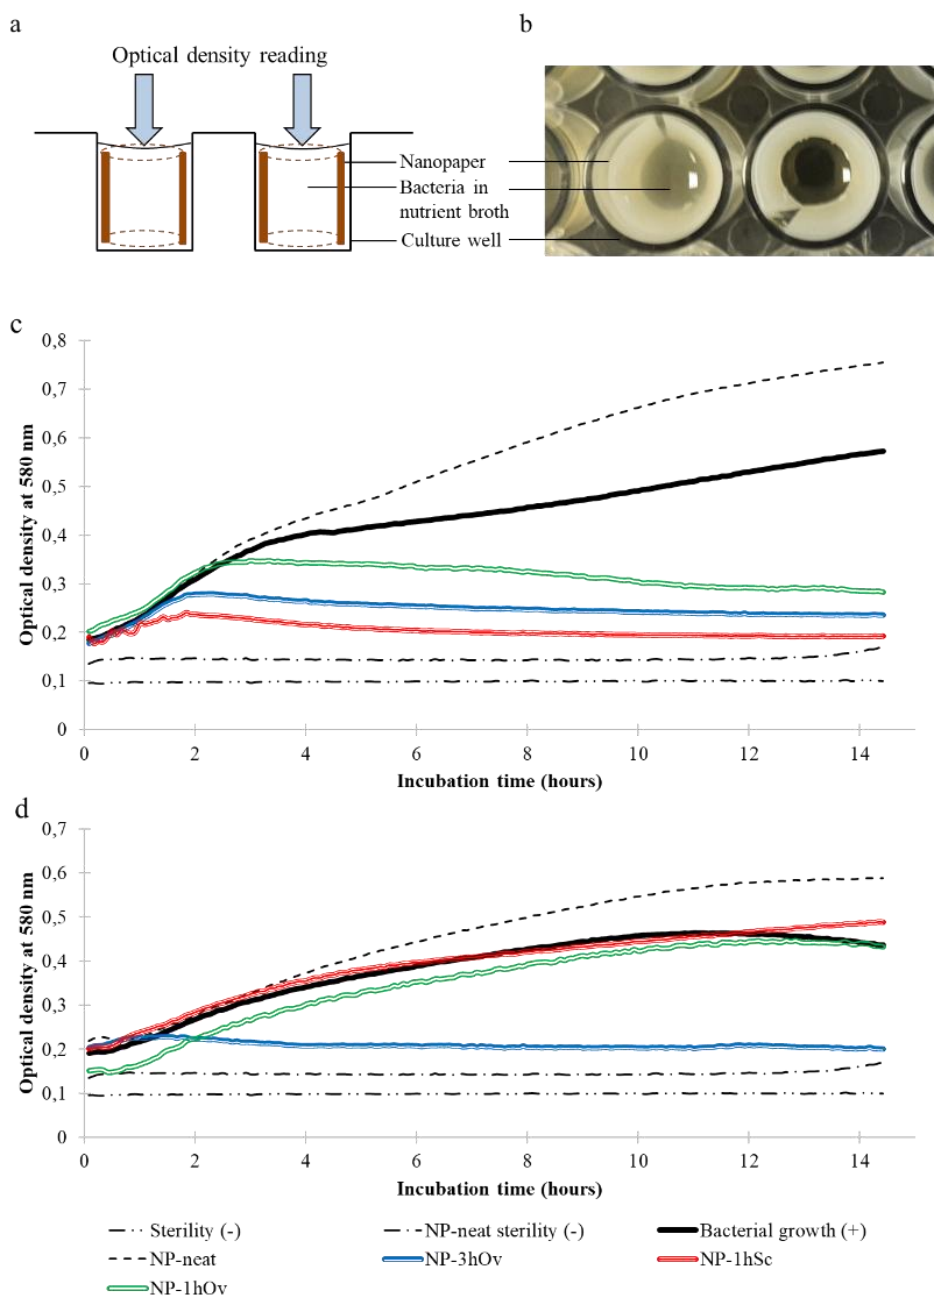 a
b
Optical density reading
Nanopaper
Bacteria in
nutrient broth
Culture well
c
0,8
0,7
0,6
0,5
0,4
0,3
0,2
0,1
0
Optical density at 580 nm
0 2 4 6 8 10 12 14
Incubation time (hours)
d
0,7
0,6
0,5
0,4
0,3
0,2
0,1
0
Optical density at 580 nm
0 2 4 6 8 10 12 14
Incubation time (hours)
Sterility (-) NP-neat sterility (-) Bacterial growth (+)
NP-neat NP-3hOv NP-1hSc
NP-1hOv